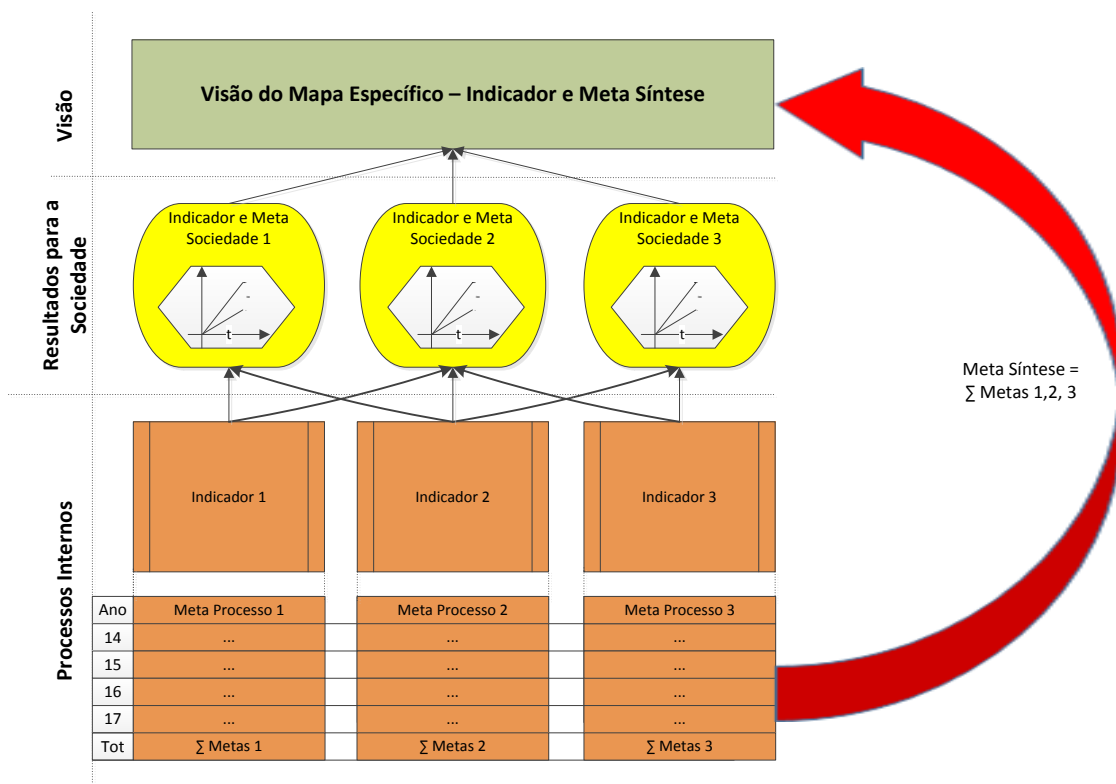 Visão
Visão do Mapa Específico – Indicador e Meta Síntese
Resultados para a
Sociedade
Indicador e Meta
Sociedade 1
t
Indicador e Meta
Sociedade 2
t
Indicador e Meta
Sociedade 3
t
Meta Síntese =
∑ Metas 1,2, 3
Processos Internos
Indicador 1
Indicador 2
Indicador 3
Ano Meta Processo 1 Meta Processo 2 Meta Processo 3
14 ... ... ...
15 ... ... ...
16 ... ... ...
17 ... ... ...
Tot ∑ Metas 1 ∑ Metas 2 ∑ Metas 3